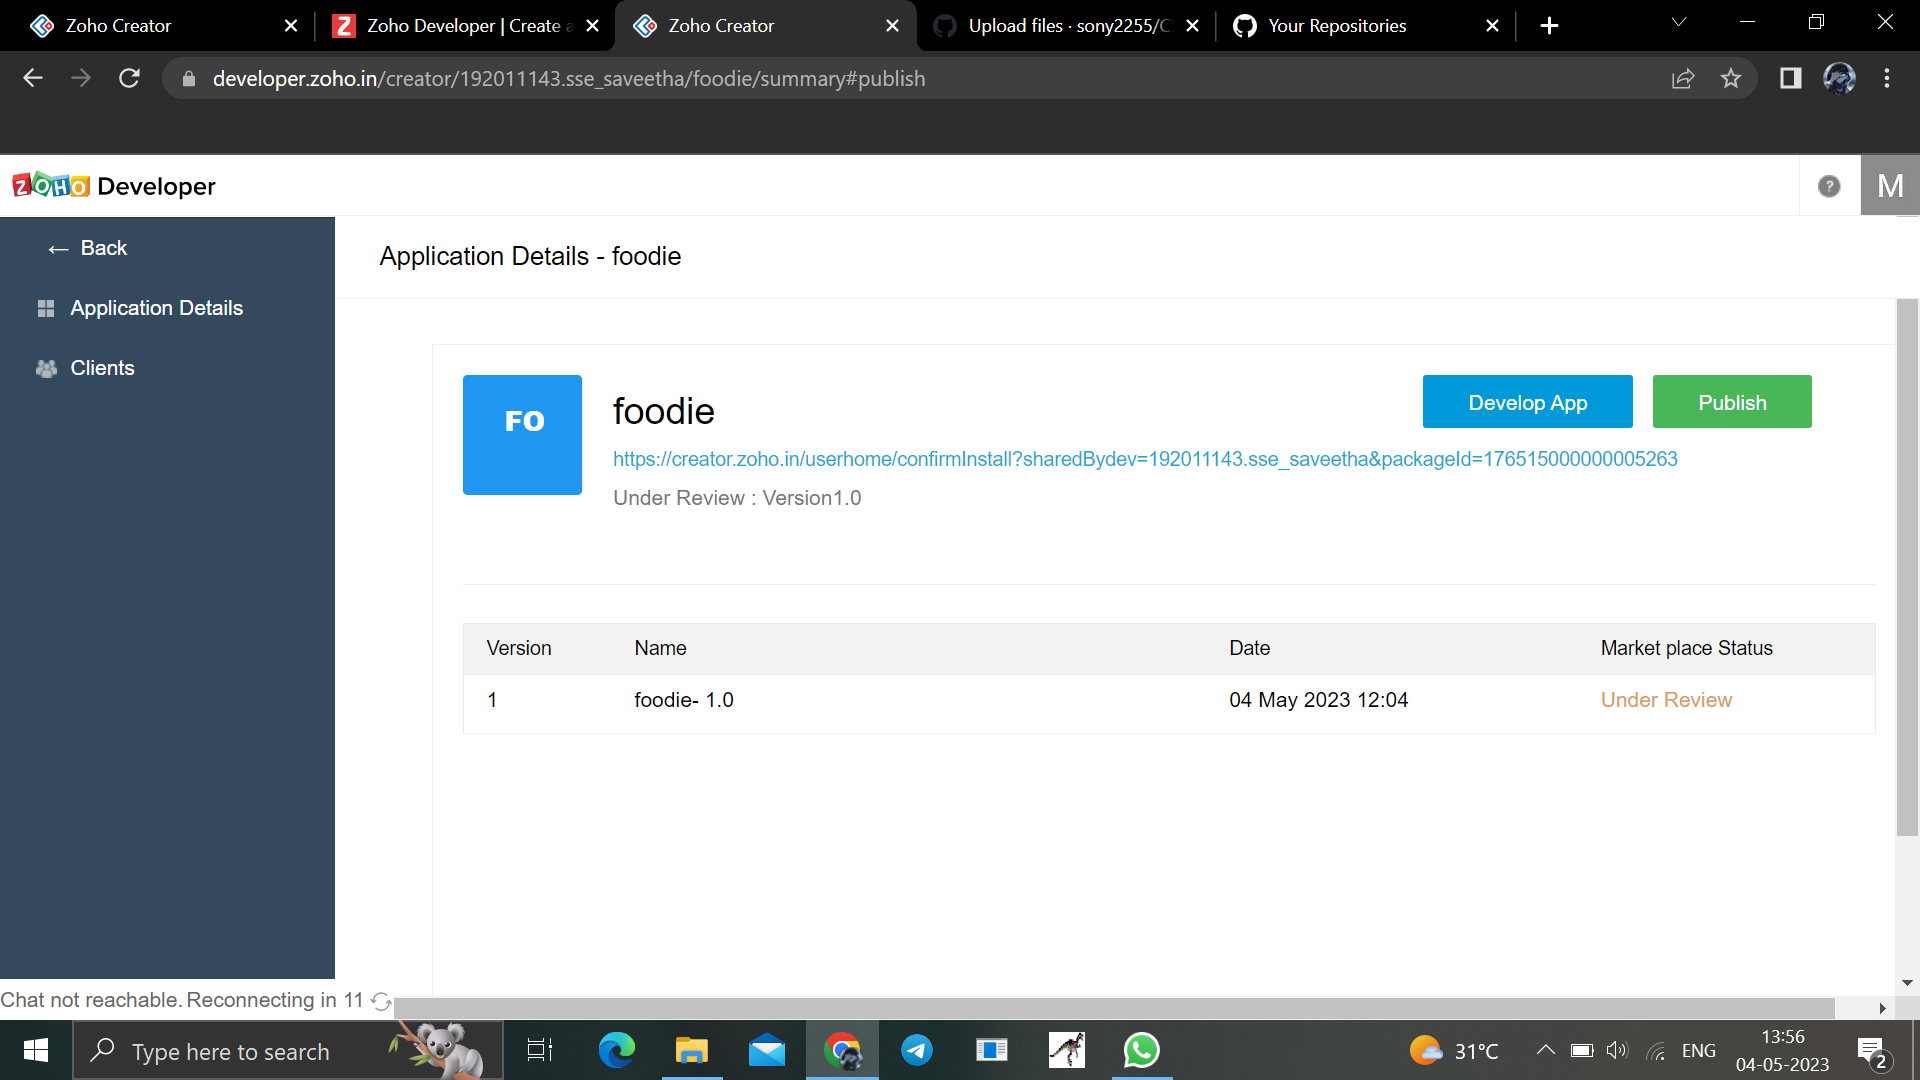 Zoho Creator
Zoho Developer | Create a
Zoho Creator
Upload files · sony2255/C
Your Repositories
developer.zoho.in/creator/192011143.sse_saveetha/foodie/summary#publish
ZOHO Developer
?
M
← Back
Application Details
Clients
Application Details - foodie
FO
foodie
Develop App
Publish
https://creator.zoho.in/userhome/confirmInstall?sharedBydev=192011143.sse_saveetha&packageId=176515000000005263
Under Review : Version1.0
Version Name Date Market place Status
1 foodie- 1.0 04 May 2023 12:04 Under Review
Chat not reachable. Reconnecting in 11
Type here to search
31°C
ENG
13:56
04-05-2023
2